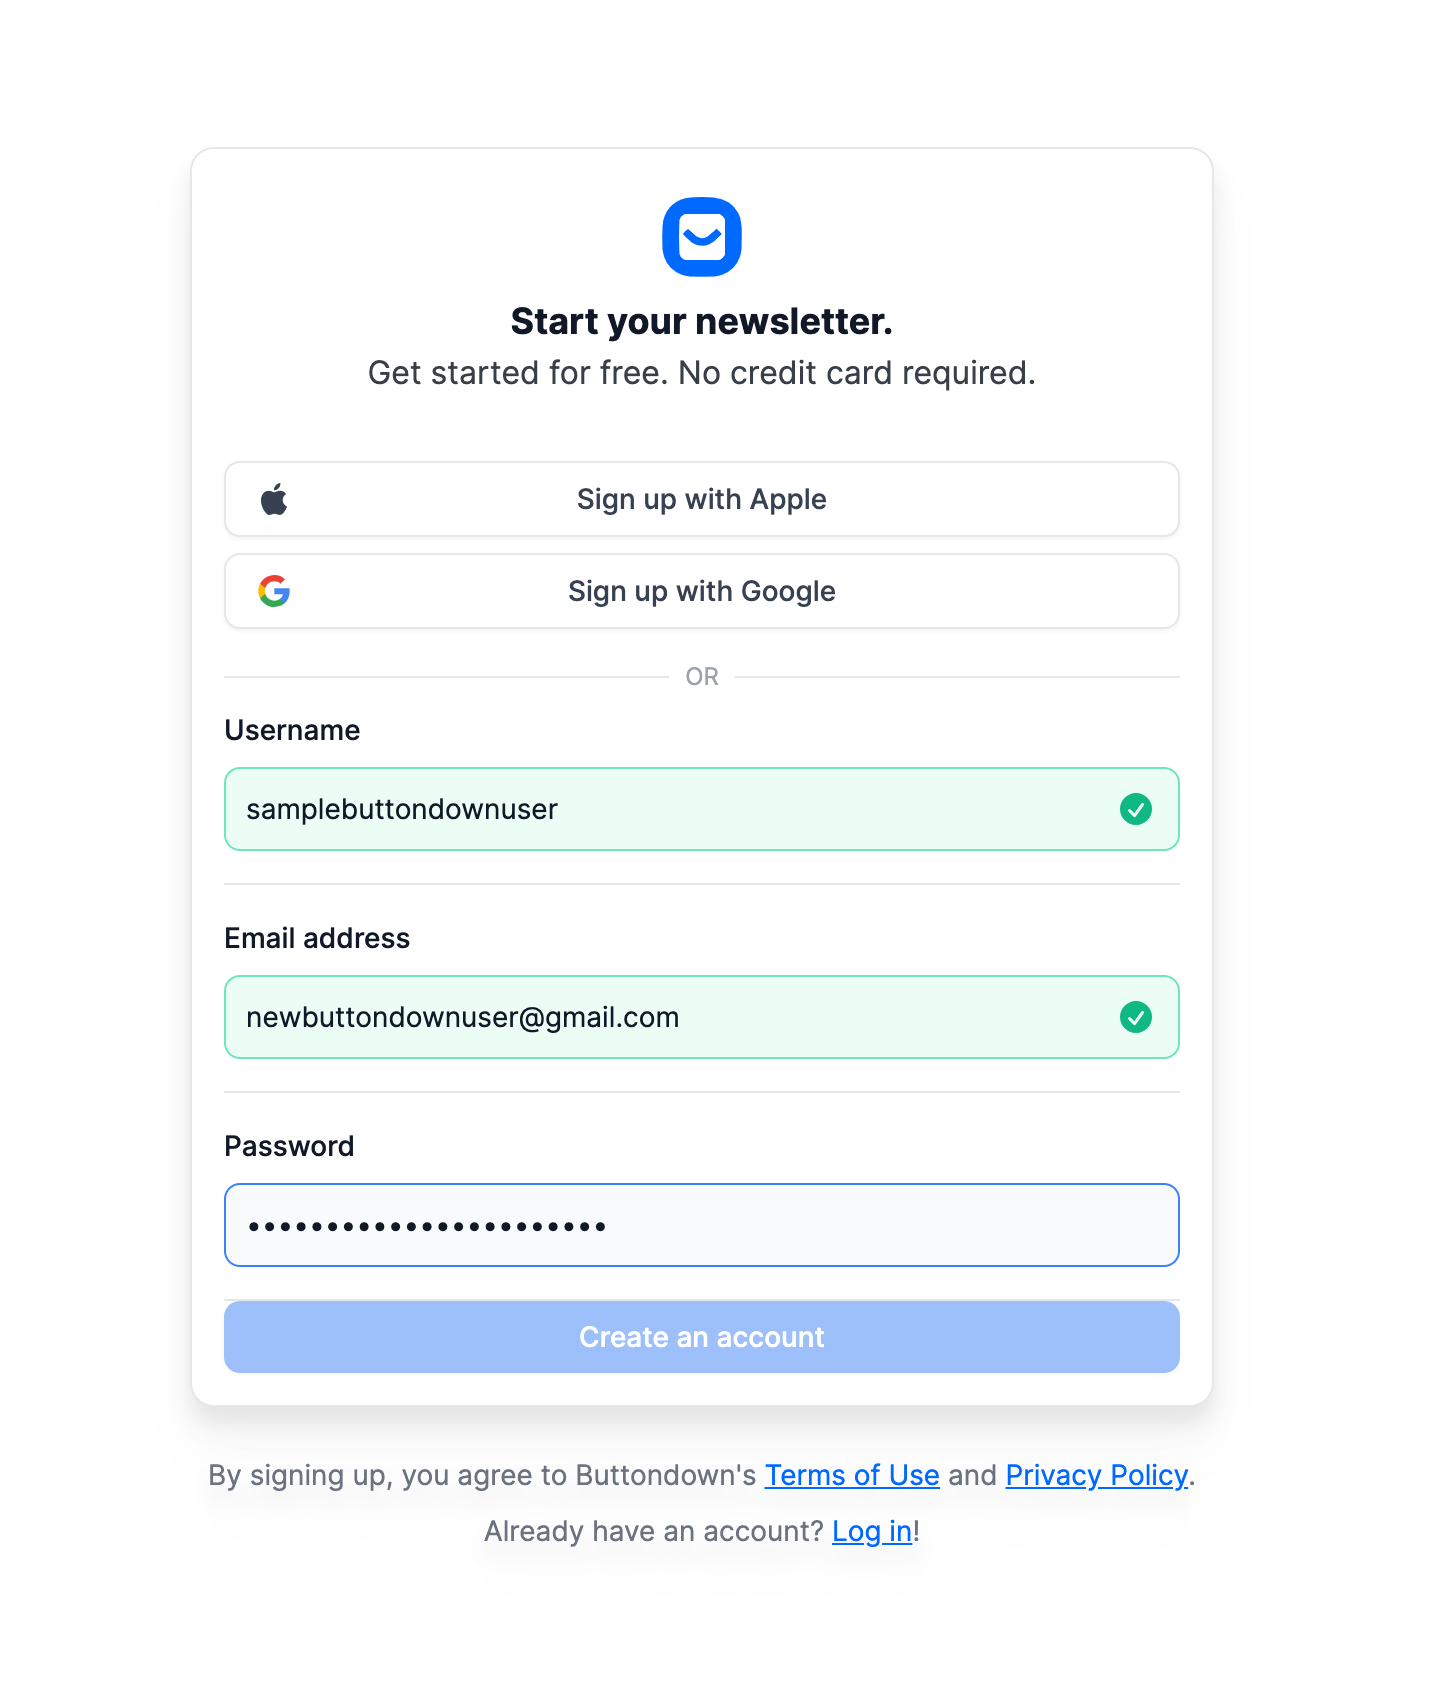 Start your newsletter.
Get started for free. No credit card required.
Sign up with Apple
Sign up with Google
OR
Username
samplebuttondownuser
Email address
newbuttondownuser@gmail.com
Password
•••••••••••••••••••••••
Create an account
By signing up, you agree to Buttondown's Terms of Use and Privacy Policy.
Already have an account? Log in!